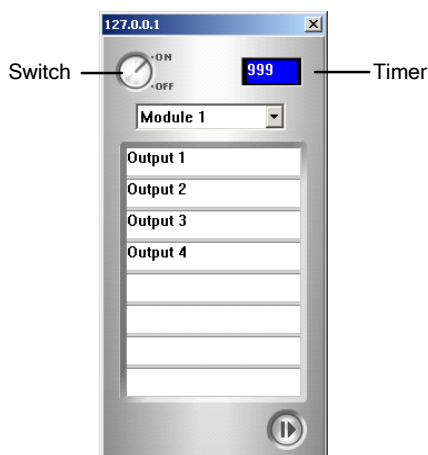 127.0.0.1
Switch
ON
OFF
999
Timer
Module 1
Output 1
Output 2
Output 3
Output 4